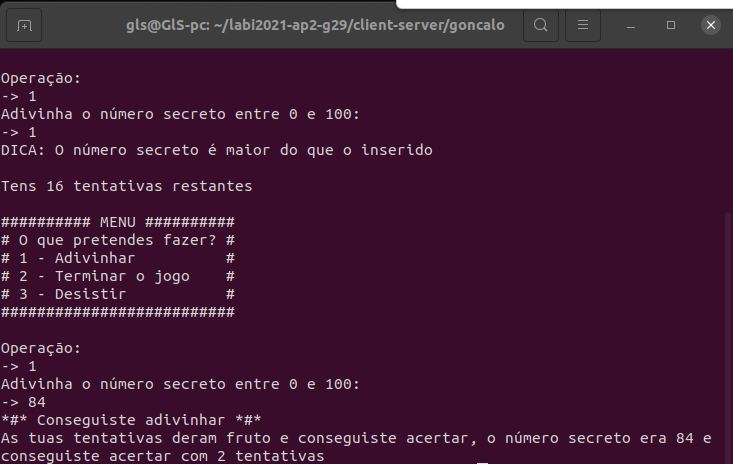 gls@GlS-pc: ~/labi2021-ap2-g29/client-server/goncalo
Operação:
-> 1
Adivinha o número secreto entre 0 e 100:
-> 1
DICA: O número secreto é maior do que o inserido
Tens 16 tentativas restantes
########## MENU ##########
# O que pretendes fazer? #
# 1 - Adivinhar          #
# 2 - Terminar o jogo    #
# 3 - Desistir           #
##########################
Operação:
-> 1
Adivinha o número secreto entre 0 e 100:
-> 84
*#* Conseguiste adivinhar *#*
As tuas tentativas deram fruto e conseguiste acertar, o número secreto era 84 e
conseguiste acertar com 2 tentativas